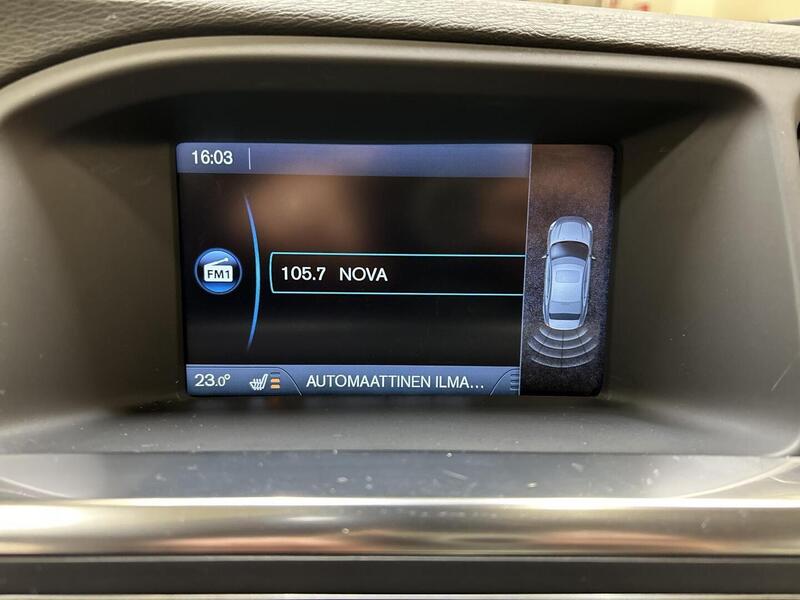 16:03
FM1
105.7 NOVA
23.0° AUTOMAATTINEN ILMA...